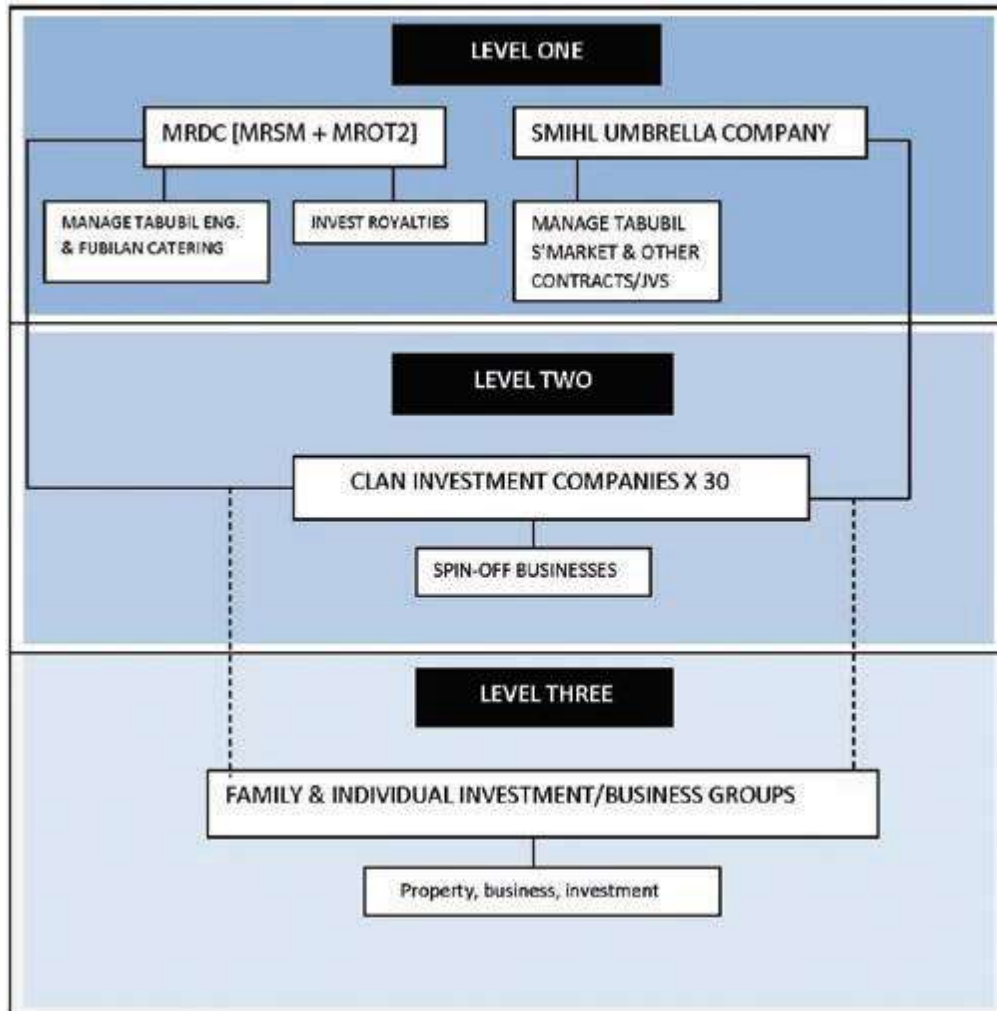 LEVEL ONE
MRDC [MRSM + MROT2]
SMIHL UMBRELLA COMPANY
MANAGE TABUBIL ENG.
& FUBILAN CATERING
INVEST ROYALTIES
MANAGE TABUBIL
S'MARKET & OTHER
CONTRACTS/JVS
LEVEL TWO
CLAN INVESTMENT COMPANIES X 30
SPIN-OFF BUSINESSES
LEVEL THREE
FAMILY & INDIVIDUAL INVESTMENT/BUSINESS GROUPS
Property, business, investment